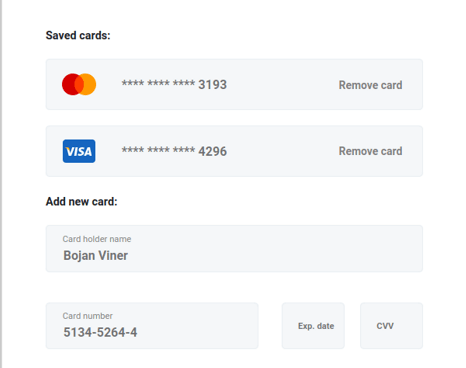 Saved cards:
**** **** **** 3193 Remove card
VISA **** **** **** 4296 Remove card
Add new card:
Card holder name
Bojan Viner
Card number
5134-5264-4
Exp. date CVV